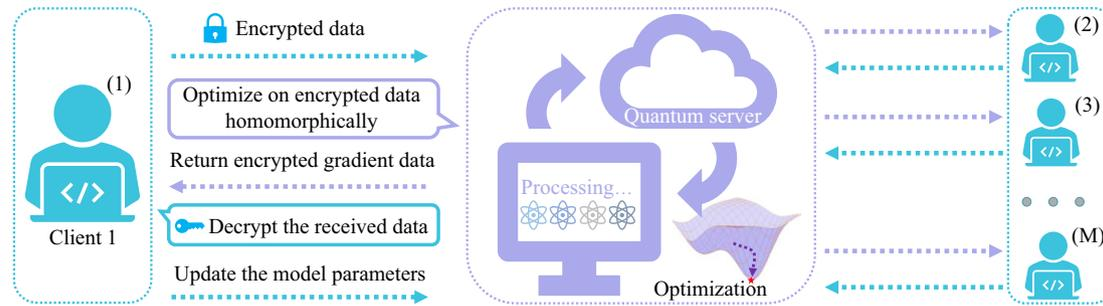 (1)
</>
Client 1
Encrypted data
Optimize on encrypted data
homomorphically
Return encrypted gradient data
Decrypt the received data
Update the model parameters
Quantum server
Processing...
Optimization
(2)
</>
(3)
</>
(M)
</>